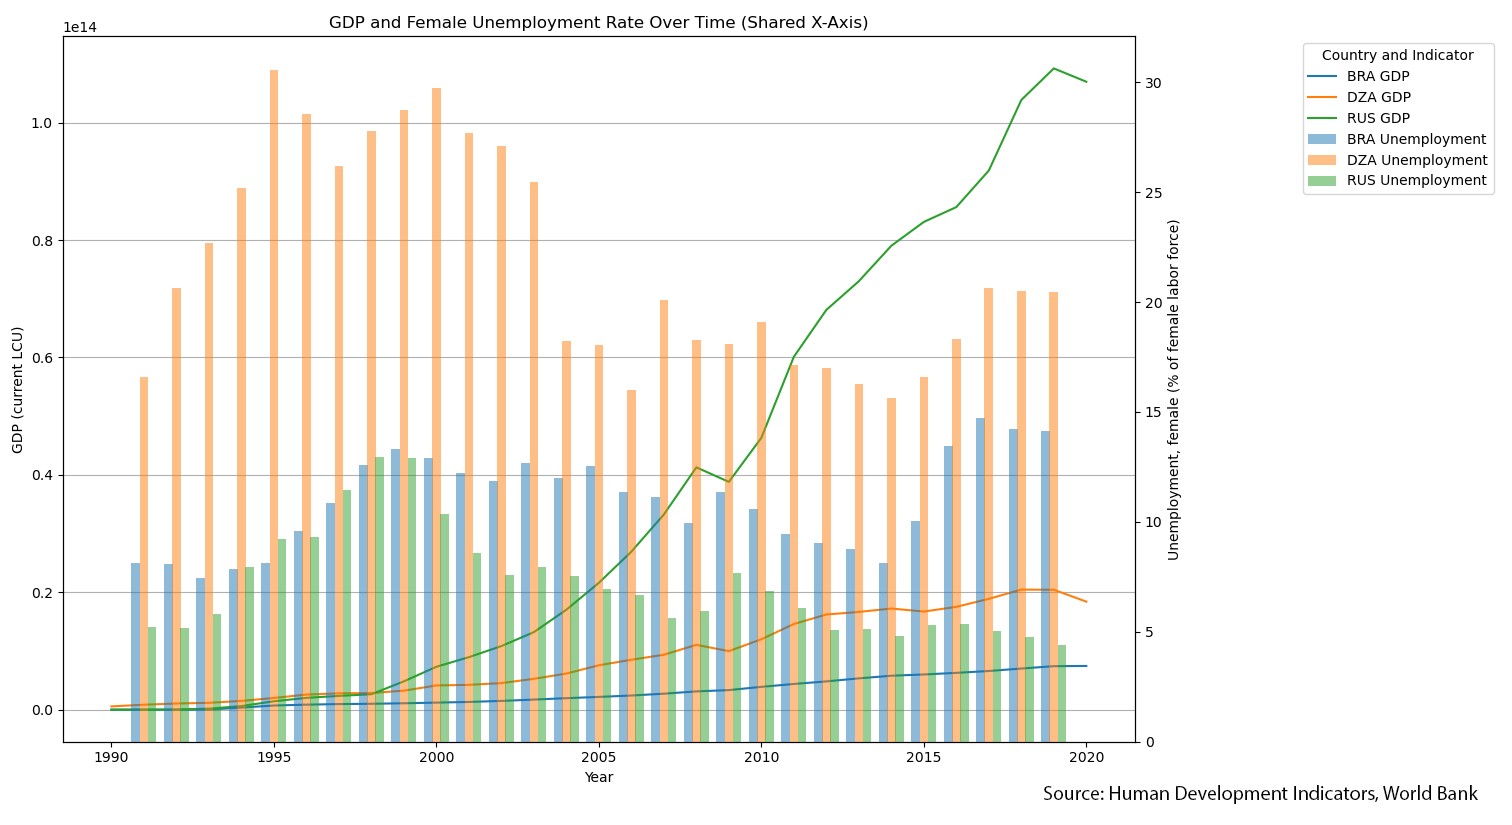 GDP and Female Unemployment Rate Over Time (Shared X-Axis)
1e14
1.0
0.8
0.6
0.4
0.2
0.0
GDP (current LCU)
1990 1995 2000 2005 2010 2015 2020
Year
30
25
20
15
10
5
0
Unemployment, female (% of female labor force)
Country and Indicator
BRA GDP
DZA GDP
RUS GDP
BRA Unemployment
DZA Unemployment
RUS Unemployment
Source: Human Development Indicators, World Bank